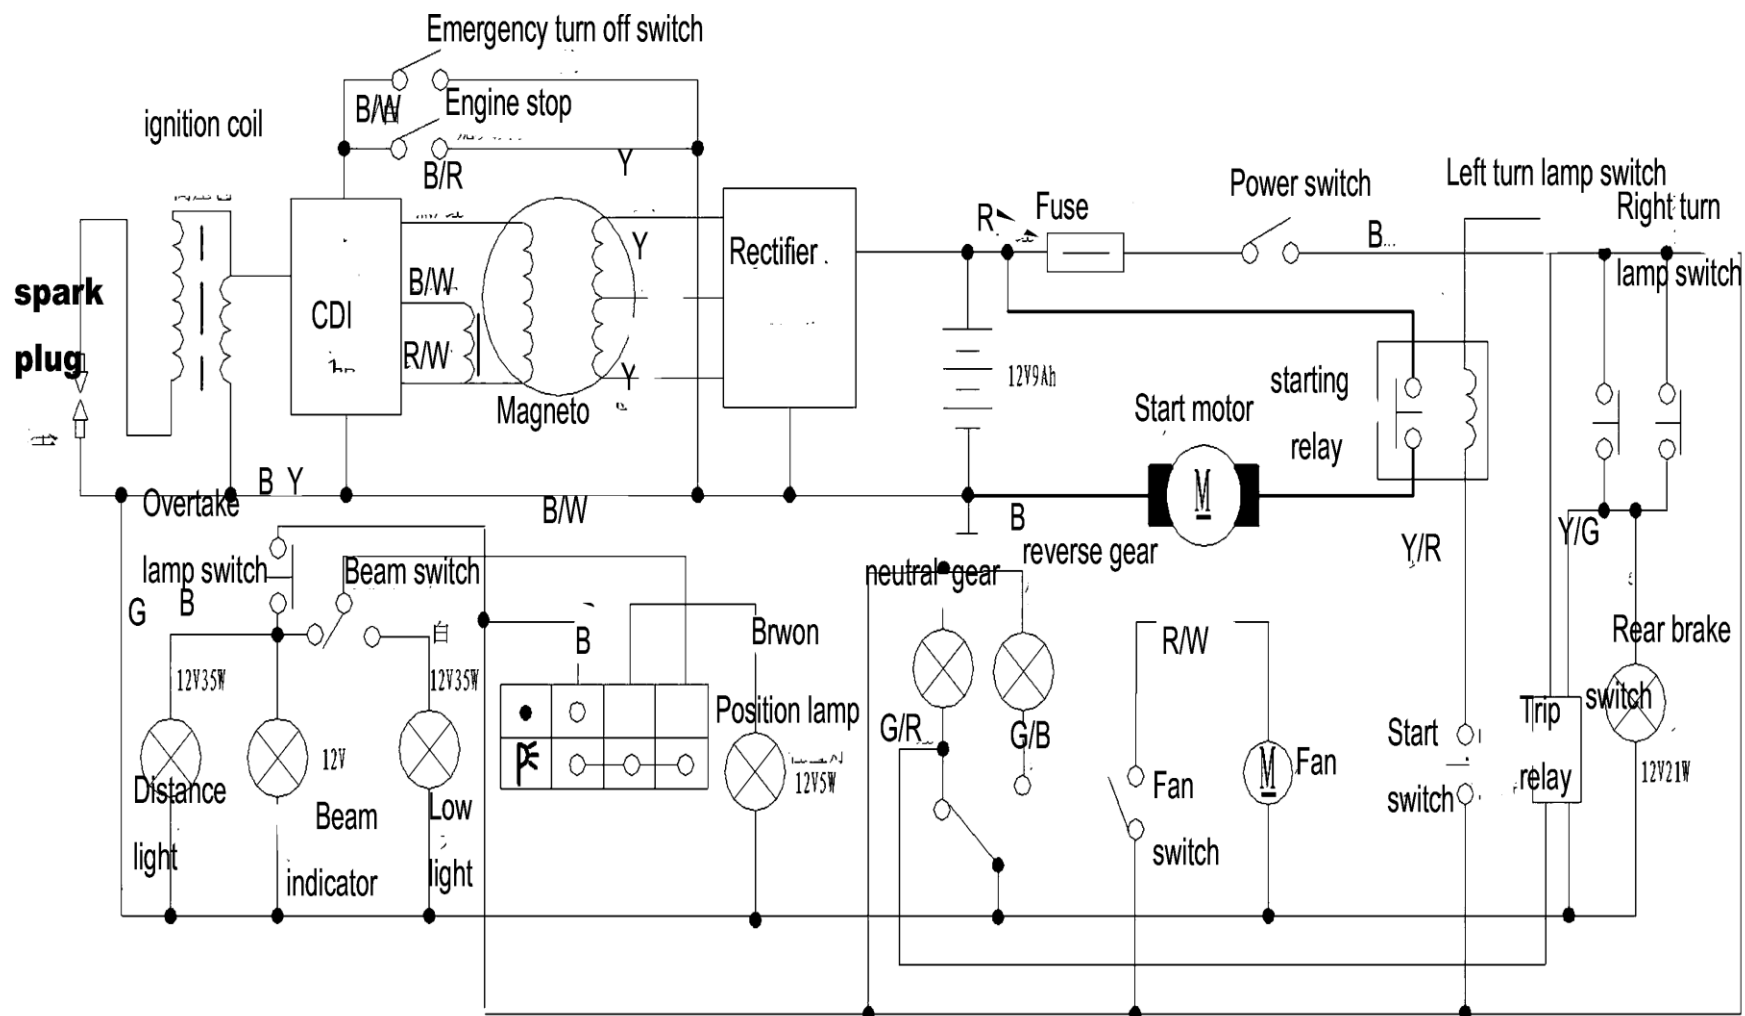 Emergency turn off switch
B/W
Engine stop
ignition coil
B/R
Y
Left turn lamp switch
Power switch
Fuse
R
Right turn
B
Rectifier
Y
lamp switch
spark
B/W
CDI
plug
R/W
Y
12V9Ah
starting
Magneto
Start motor
relay
B Y
Overtake
M
B/W
B
Y/G
Y/R
reverse gear
lamp switch
Beam switch
neutral gear
G
B
白
B
Brwon
R/W
Rear brake
12V35W
12V35W
switch
Position lamp
G/R
G/B
Trip
Start
12V
12V5W
M
Fan
Fan
relay
12V21W
Distance
Beam
Low
switch
switch
light
indicator
light